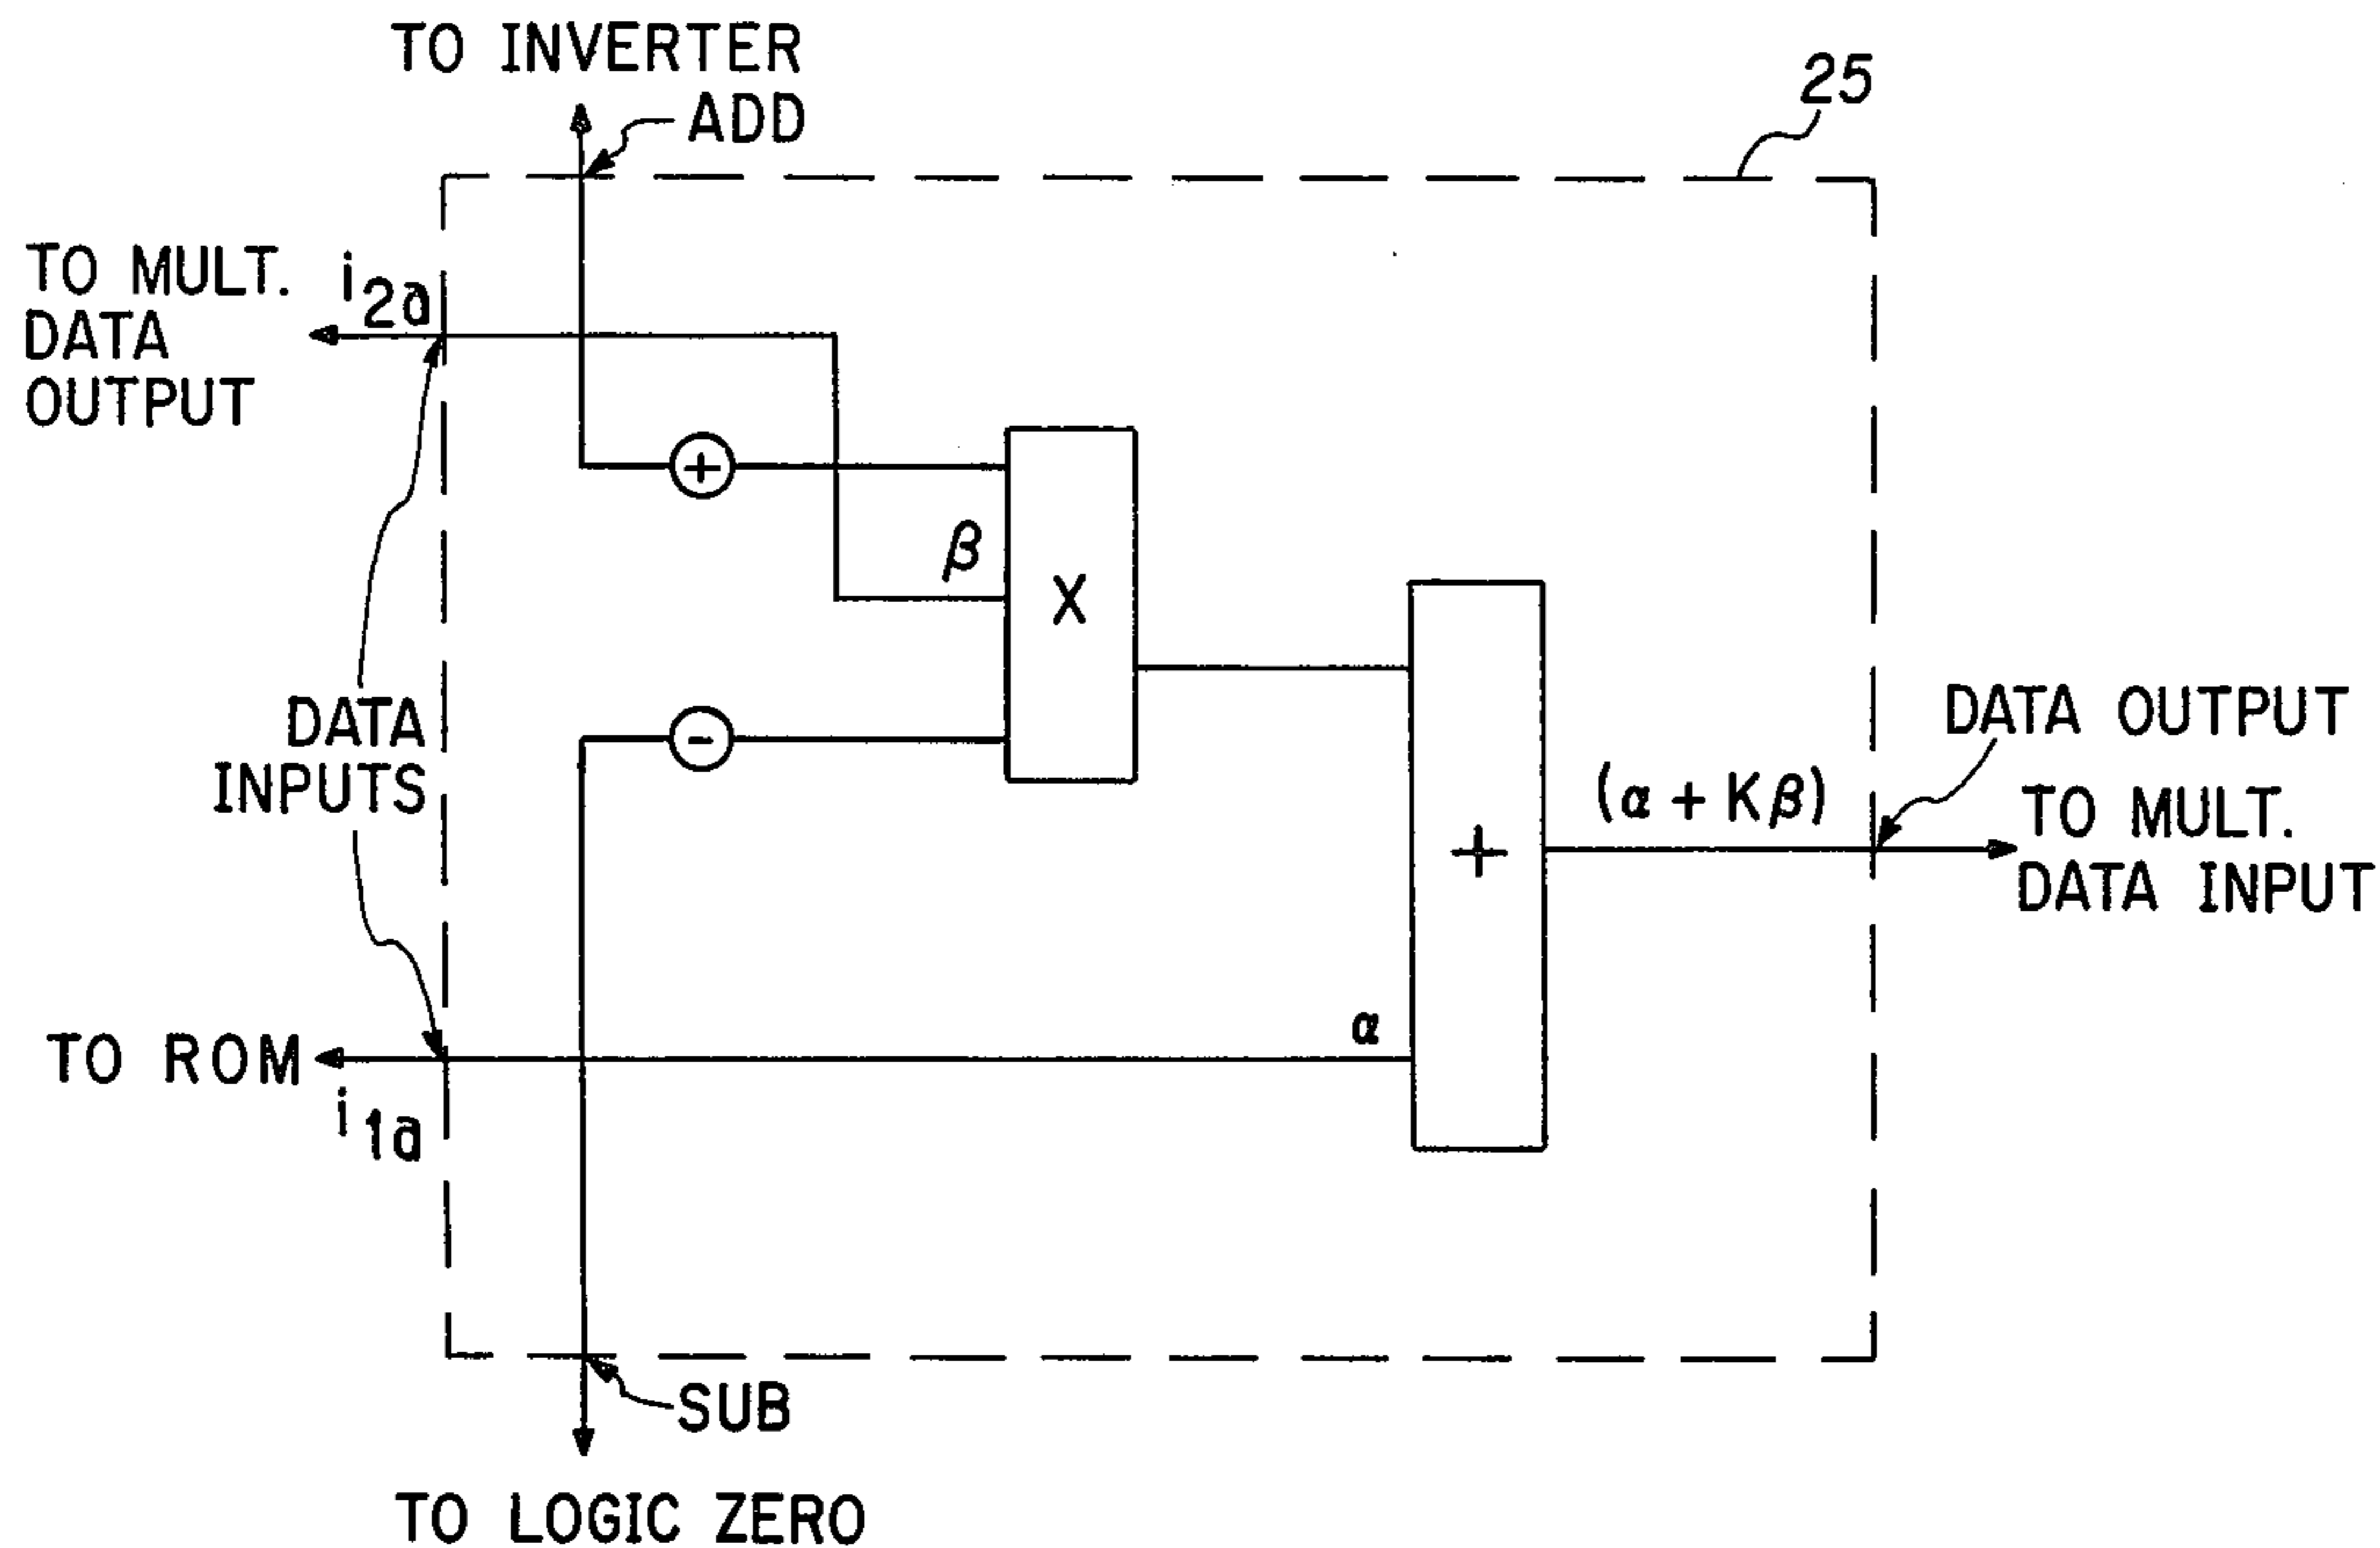 TO INVERTER
ADD
25
TO MULT.
DATA
OUTPUT
i2a
+
β
X
-
DATA
INPUTS
+
(α + Kβ)
DATA OUTPUT
TO MULT.
DATA INPUT
α
TO ROM
i1a
SUB
TO LOGIC ZERO